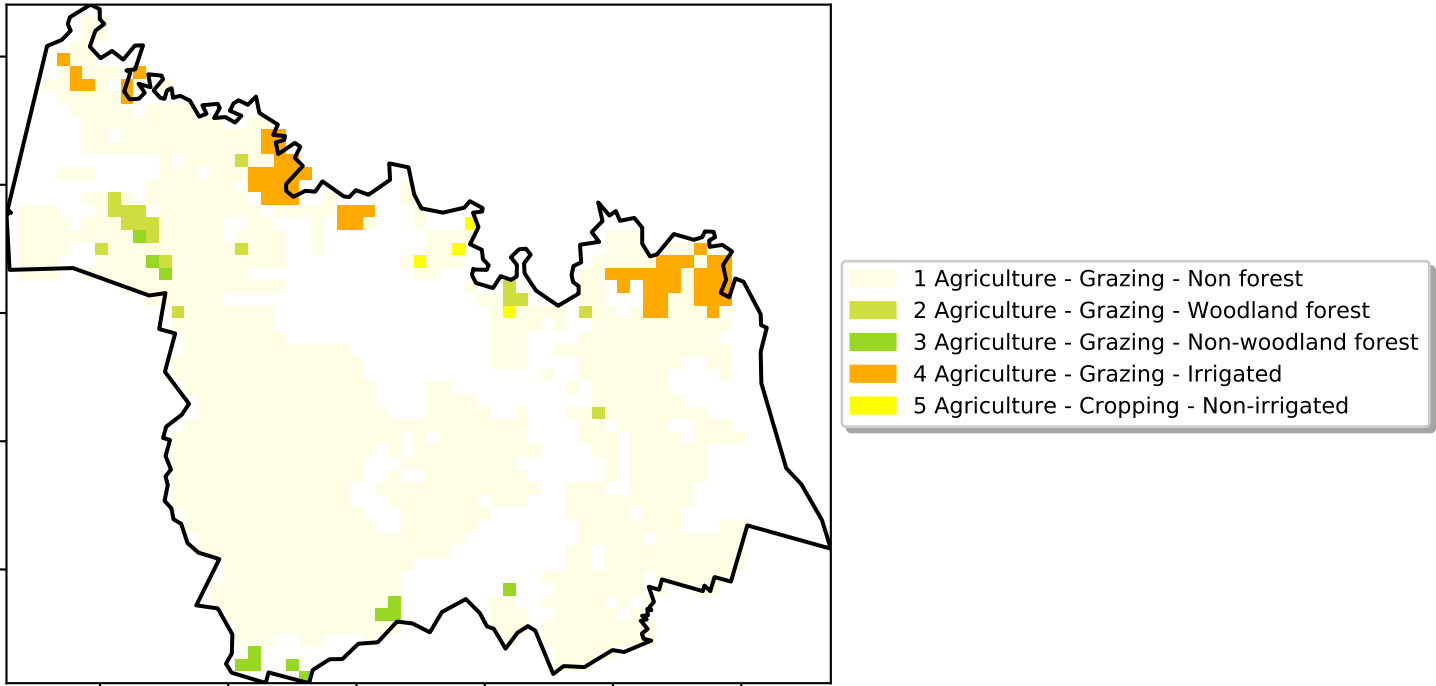 1 Agriculture - Grazing - Non forest
2 Agriculture - Grazing - Woodland forest
3 Agriculture - Grazing - Non-woodland forest
4 Agriculture - Grazing - Irrigated
5 Agriculture - Cropping - Non-irrigated